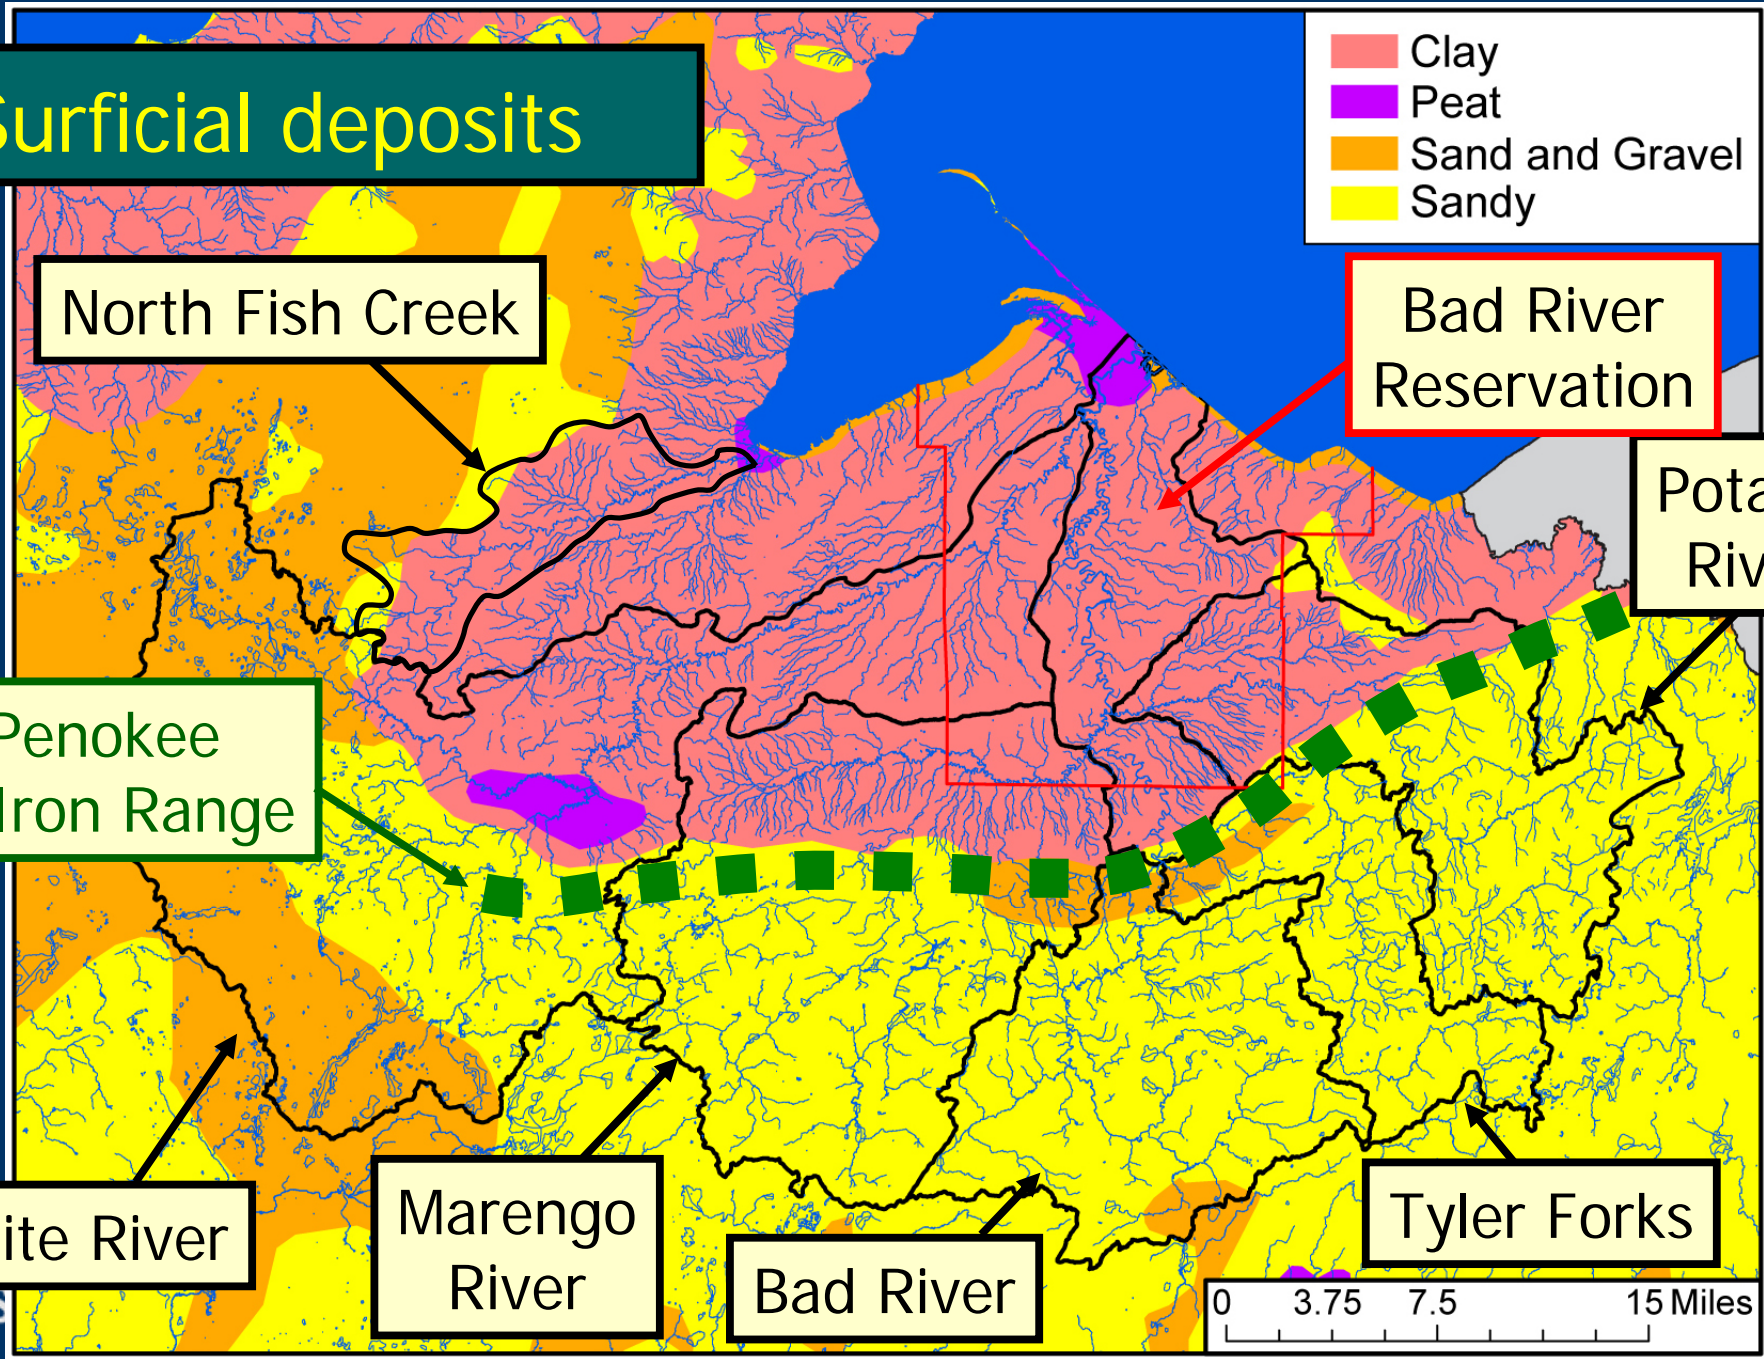 Surficial deposits
Clay
Peat
Sand and Gravel
Sandy
North Fish Creek
Bad River
Reservation
Penokee
Iron Range
Marengo
River
Bad River
Tyler Forks
ite River
Pota
Riv
0 3.75 7.5 15 Miles